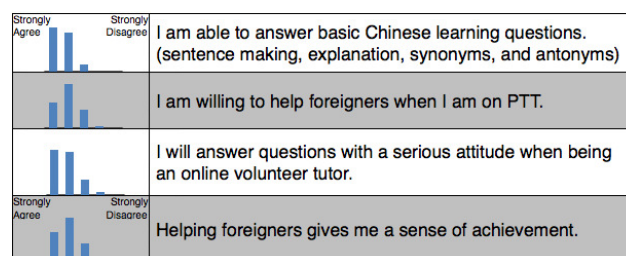 Strongly Agree Strongly Disagree
I am able to answer basic Chinese learning questions.
(sentence making, explanation, synonyms, and antonyms)
I am willing to help foreigners when I am on PTT.
I will answer questions with a serious attitude when being
an online volunteer tutor.
Strongly Agree Strongly Disagree
Helping foreigners gives me a sense of achievement.